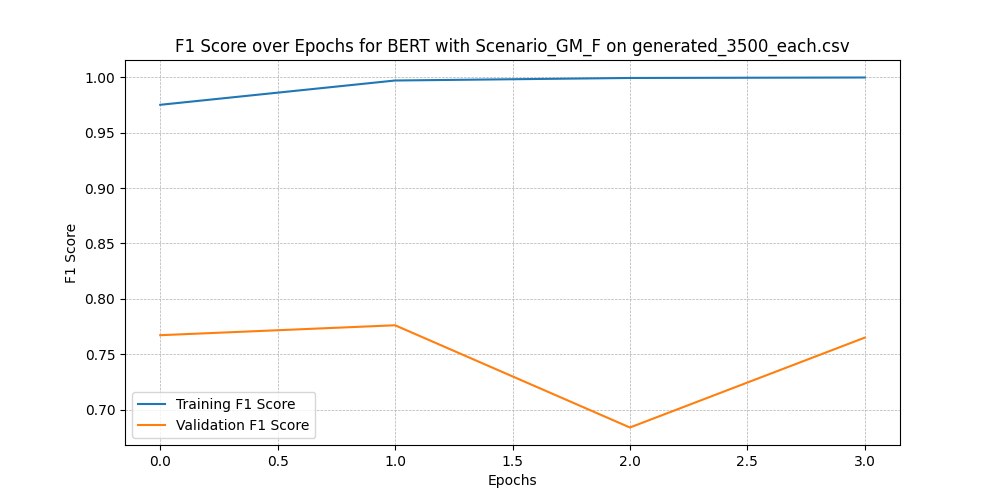 F1 Score over Epochs for BERT with Scenario_GM_F on generated_3500_each.csv
1.00
0.95
0.90
0.85
0.80
0.75
0.70
F1 Score
Training F1 Score
Validation F1 Score
0.0 0.5 1.0 1.5 2.0 2.5 3.0
Epochs